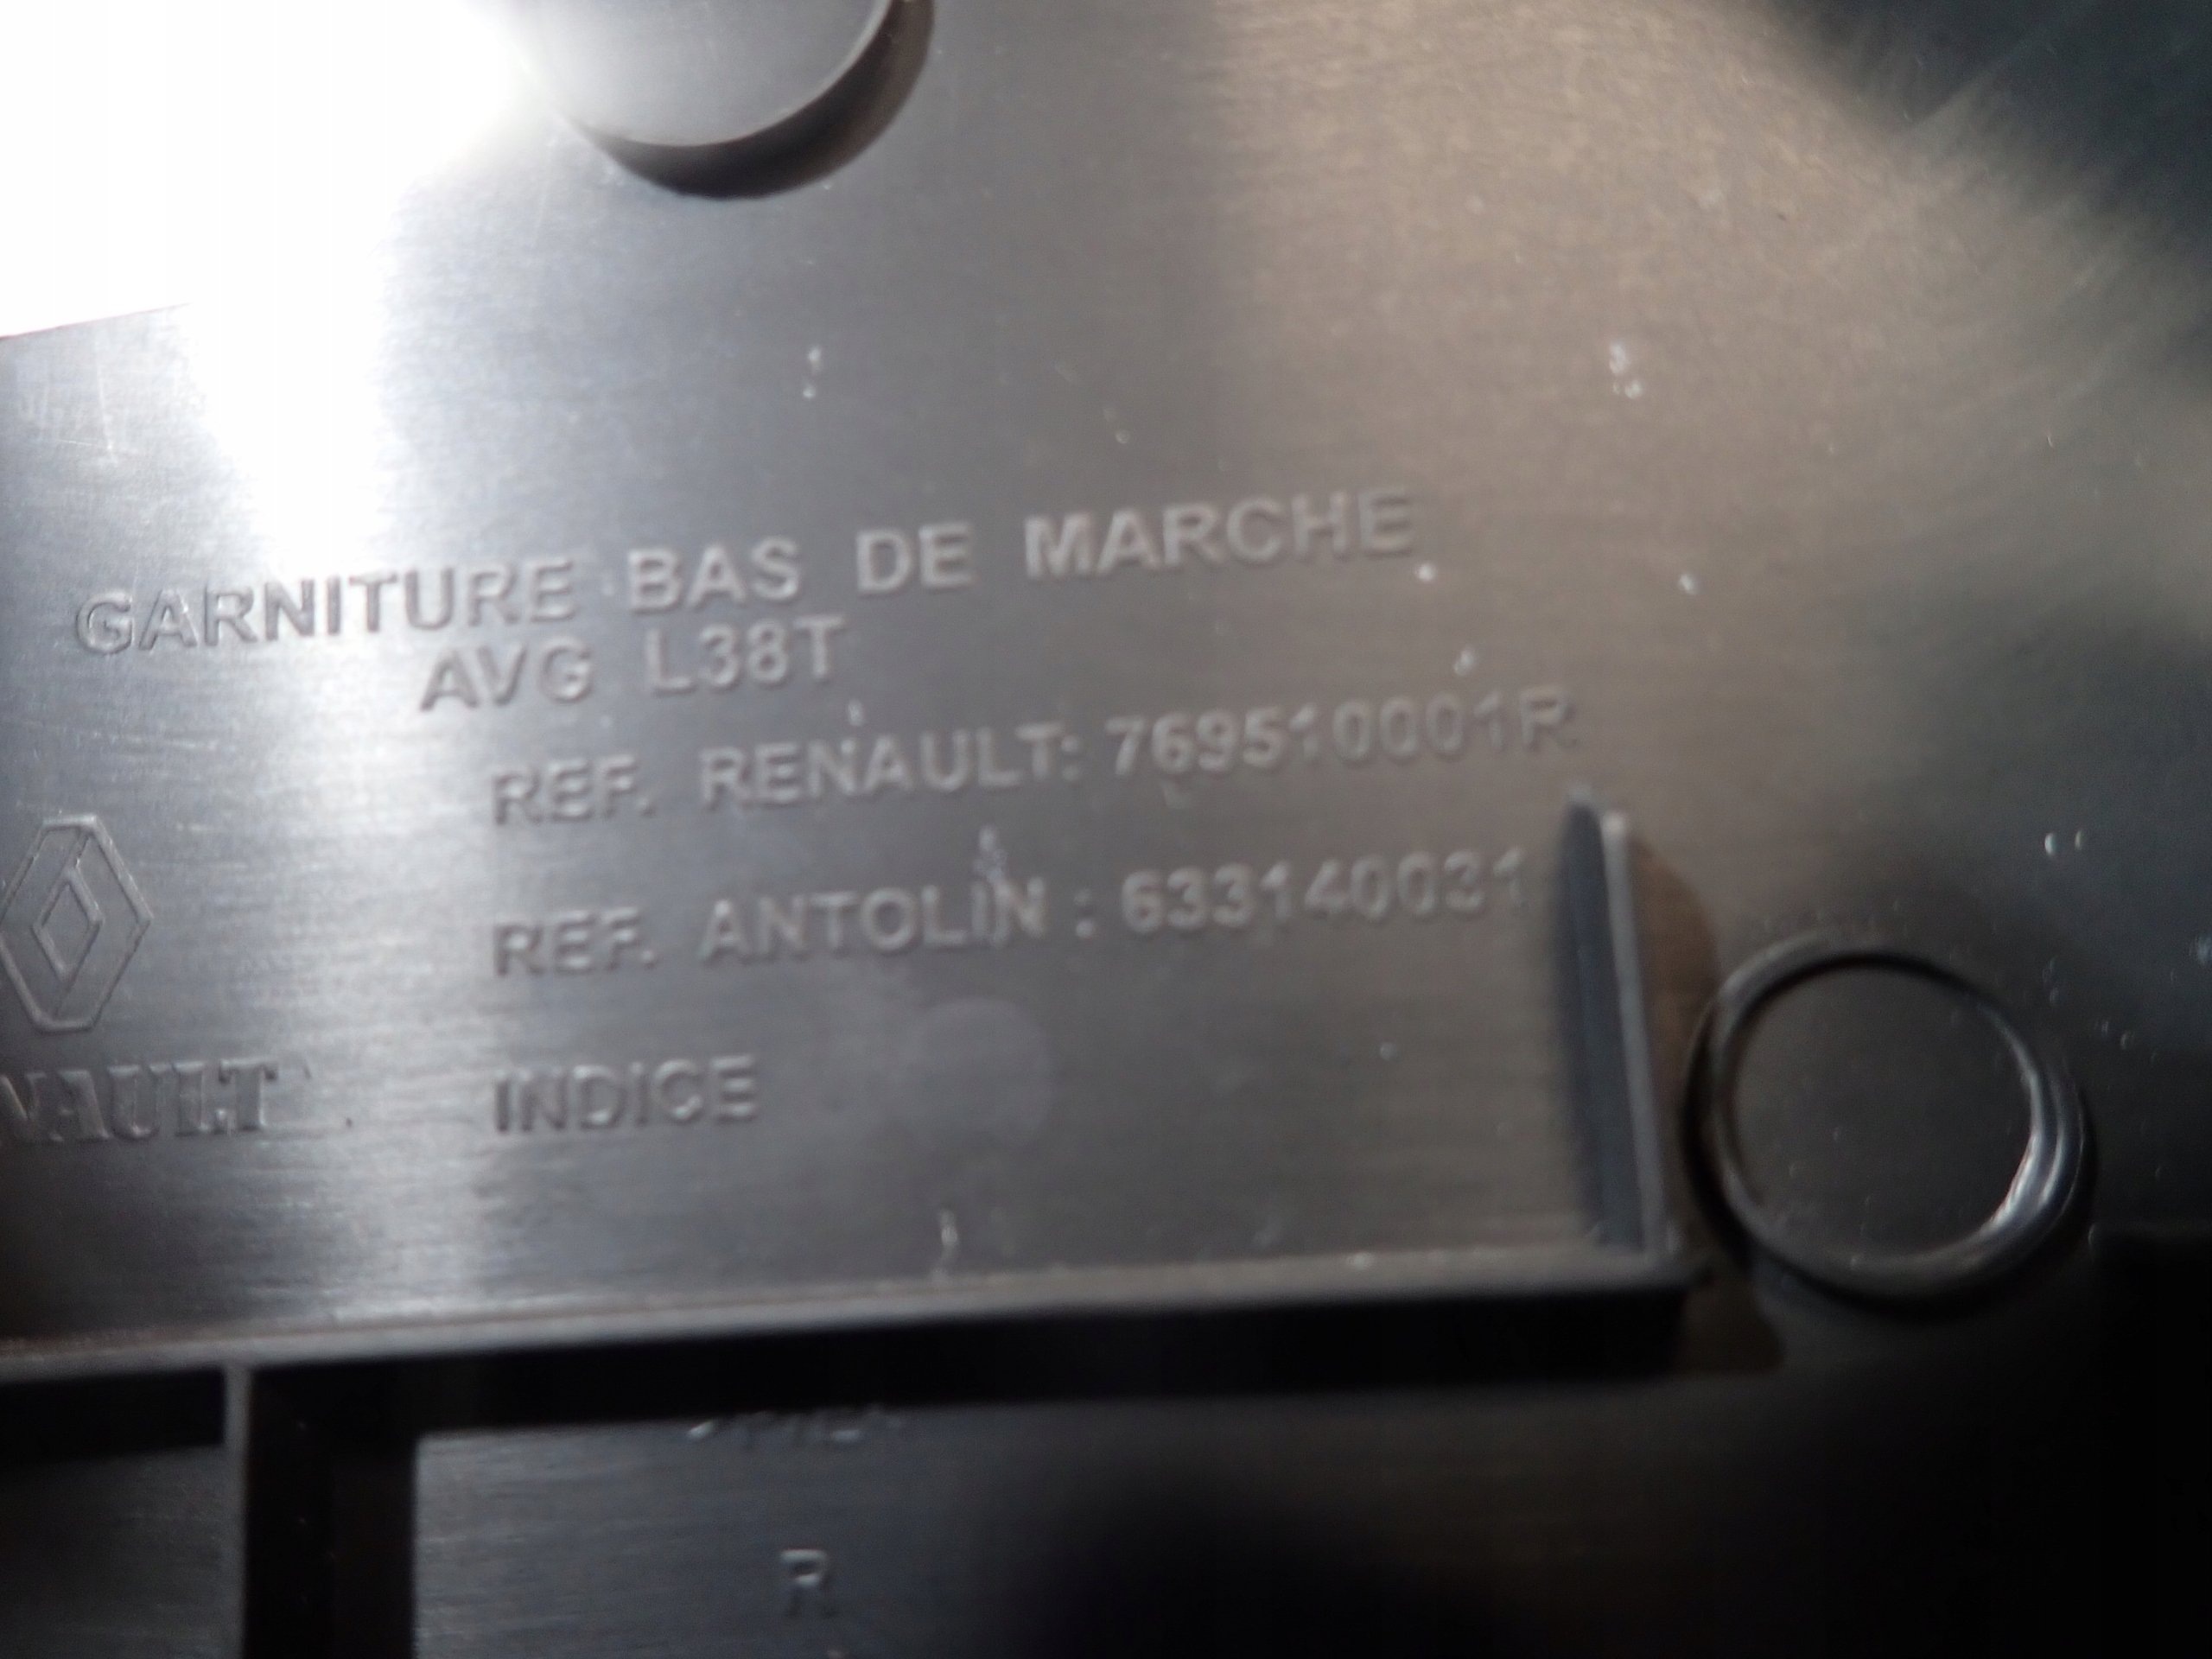 GARNITURE BAS DE MARCHE
AVG L38T
REF. RENAULT: 769510001R
REF. ANTOLIN : 633140031
NAULT
INDICE
R